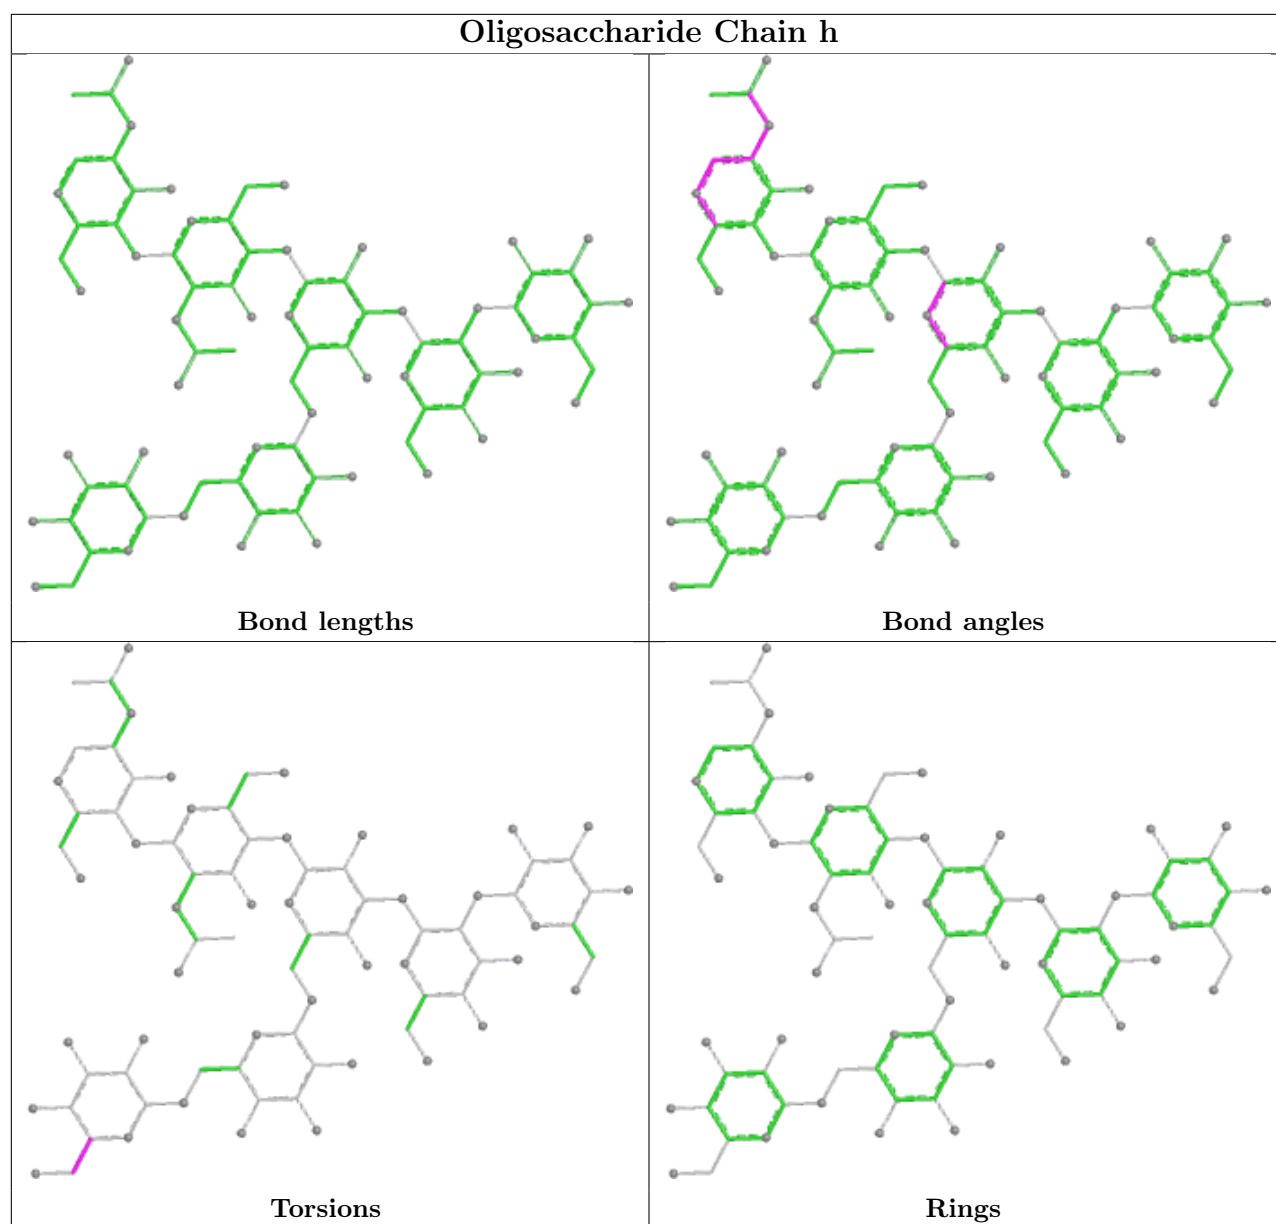 Oligosaccharide Chain h
Bond lengths
Bond angles
Torsions
Rings